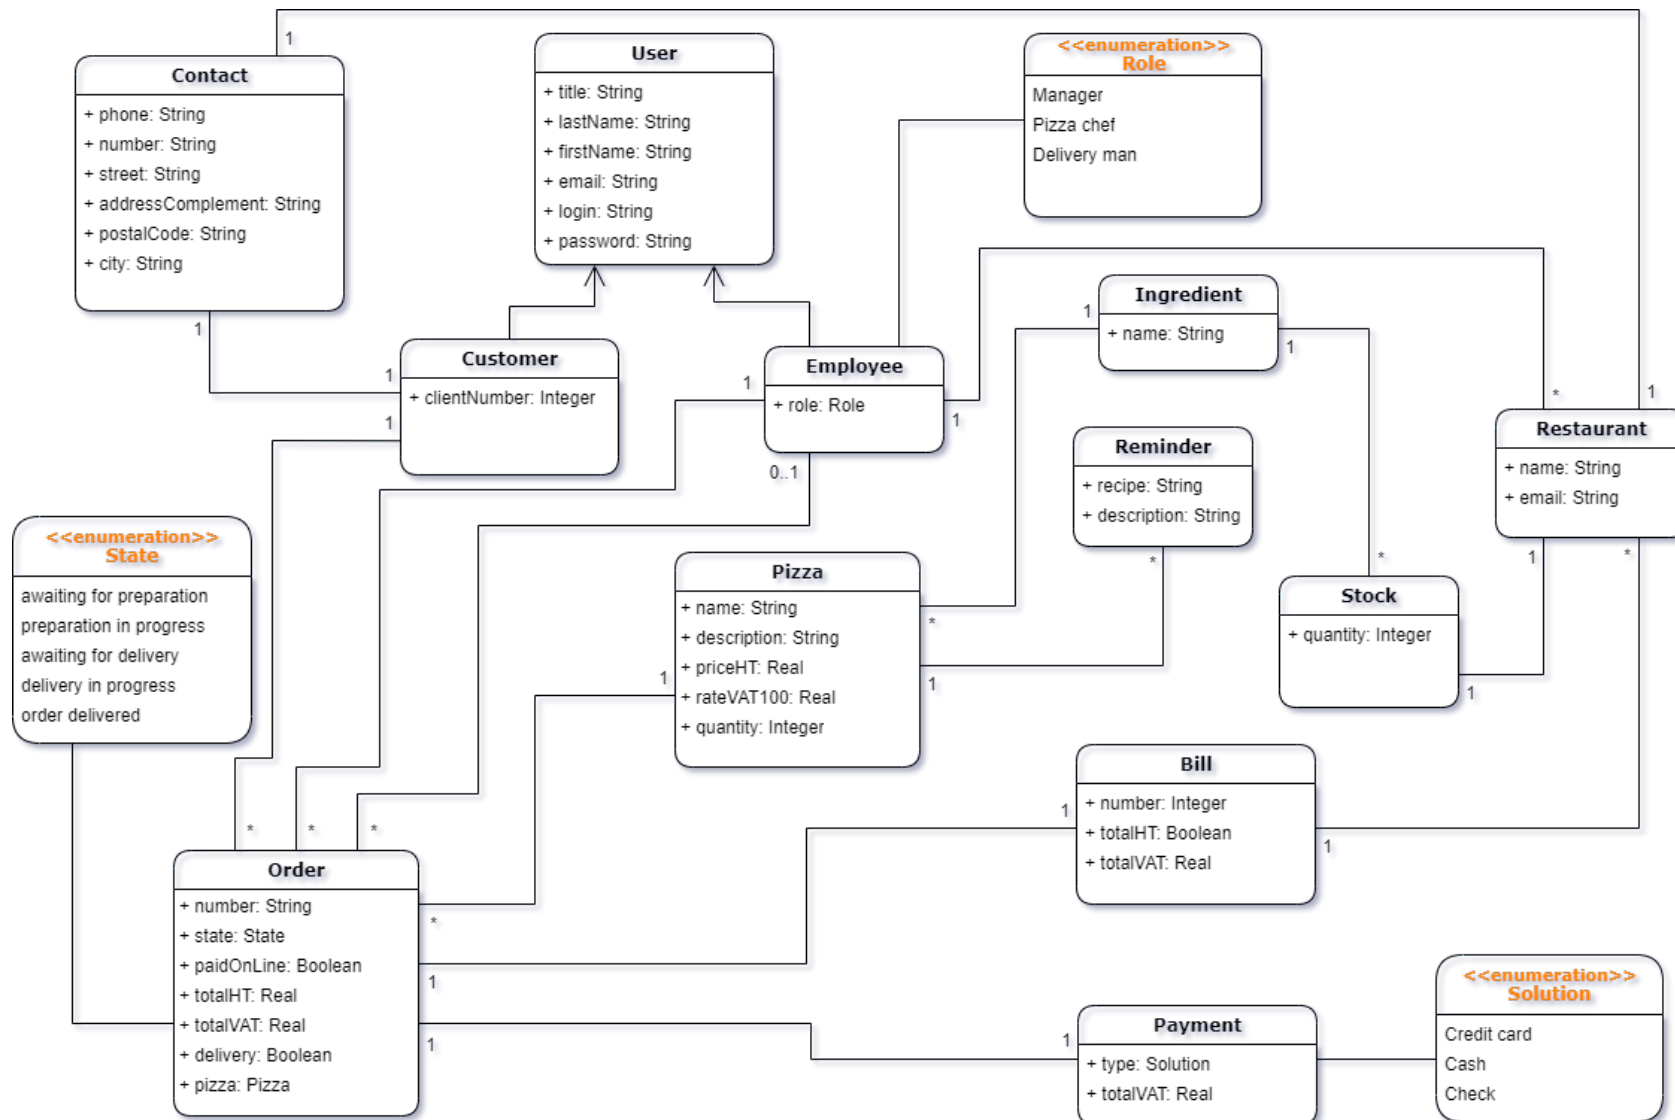 1
Contact
+ phone: String
+ number: String
+ street: String
+ addressComplement: String
+ postalCode: String
+ city: String
1
User
+ title: String
+ lastName: String
+ firstName: String
+ email: String
+ login: String
+ password: String
<<enumeration>>
Role
Manager
Pizza chef
Delivery man
1
Customer
+ clientNumber: Integer
1
1
Employee
+ role: Role
1
0..1
1
Ingredient
+ name: String
1
Reminder
+ recipe: String
+ description: String
*
*
1
Restaurant
+ name: String
+ email: String
1
*
<<enumeration>>
State
awaiting for preparation
preparation in progress
awaiting for delivery
delivery in progress
order delivered
Pizza
+ name: String
+ description: String
+ priceHT: Real
+ rateVAT100: Real
+ quantity: Integer
1
*
1
*
Stock
+ quantity: Integer
1
1
Bill
+ number: Integer
+ totalHT: Boolean
+ totalVAT: Real
1
*
*
*
Order
+ number: String
+ state: State
+ paidOnLine: Boolean
+ totalHT: Real
+ totalVAT: Real
+ delivery: Boolean
+ pizza: Pizza
*
1
1
1
Payment
+ type: Solution
+ totalVAT: Real
<<enumeration>>
Solution
Credit card
Cash
Check